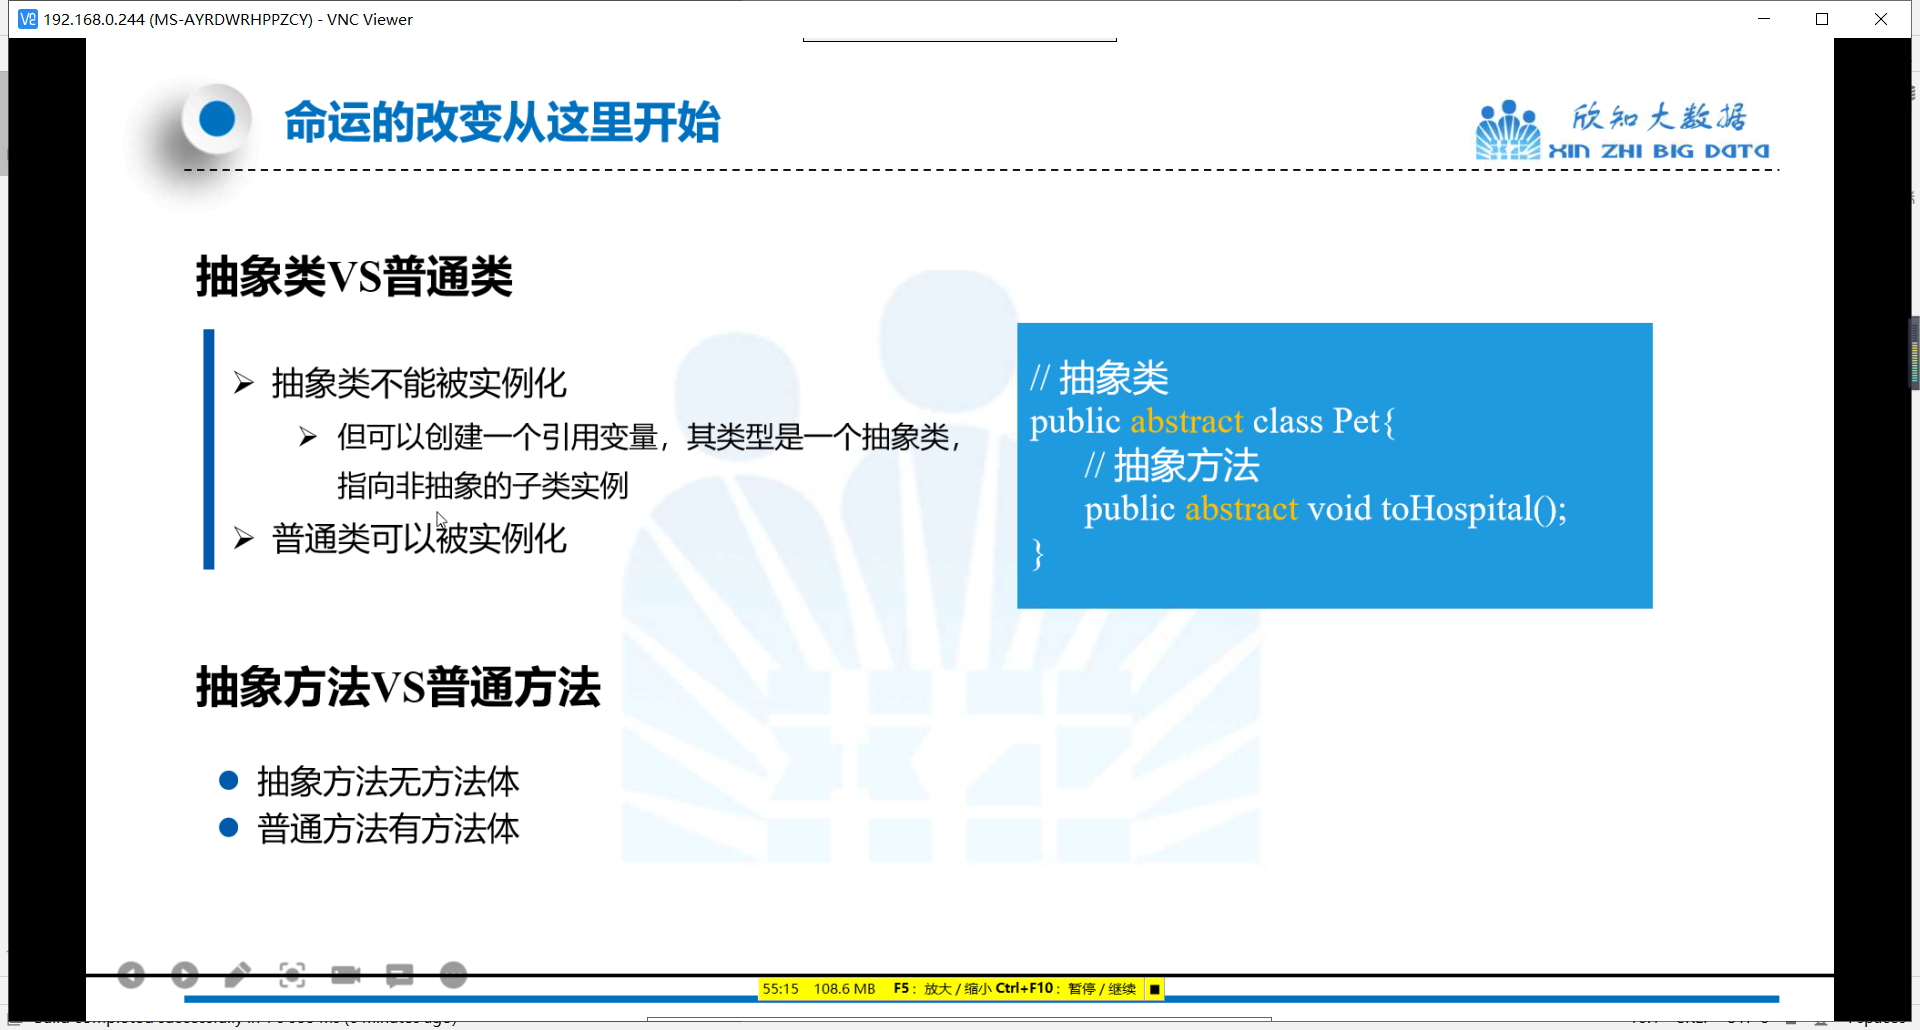 192.168.0.244 (MS-AYRDWRHPPZCY) - VNC Viewer
命运的改变从这里开始
欣知大数据
XIN ZHI BIG DATA
抽象类VS普通类
抽象类不能被实例化
但可以创建一个引用变量，其类型是一个抽象类，
指向非抽象的子类实例
普通类可以被实例化
// 抽象类
public abstract class Pet{
// 抽象方法
public abstract void toHospital();
}
抽象方法VS普通方法
抽象方法无方法体
普通方法有方法体
55:15 108.6 MB F5： 放大 / 缩小 Ctrl+F10： 暂停 / 继续